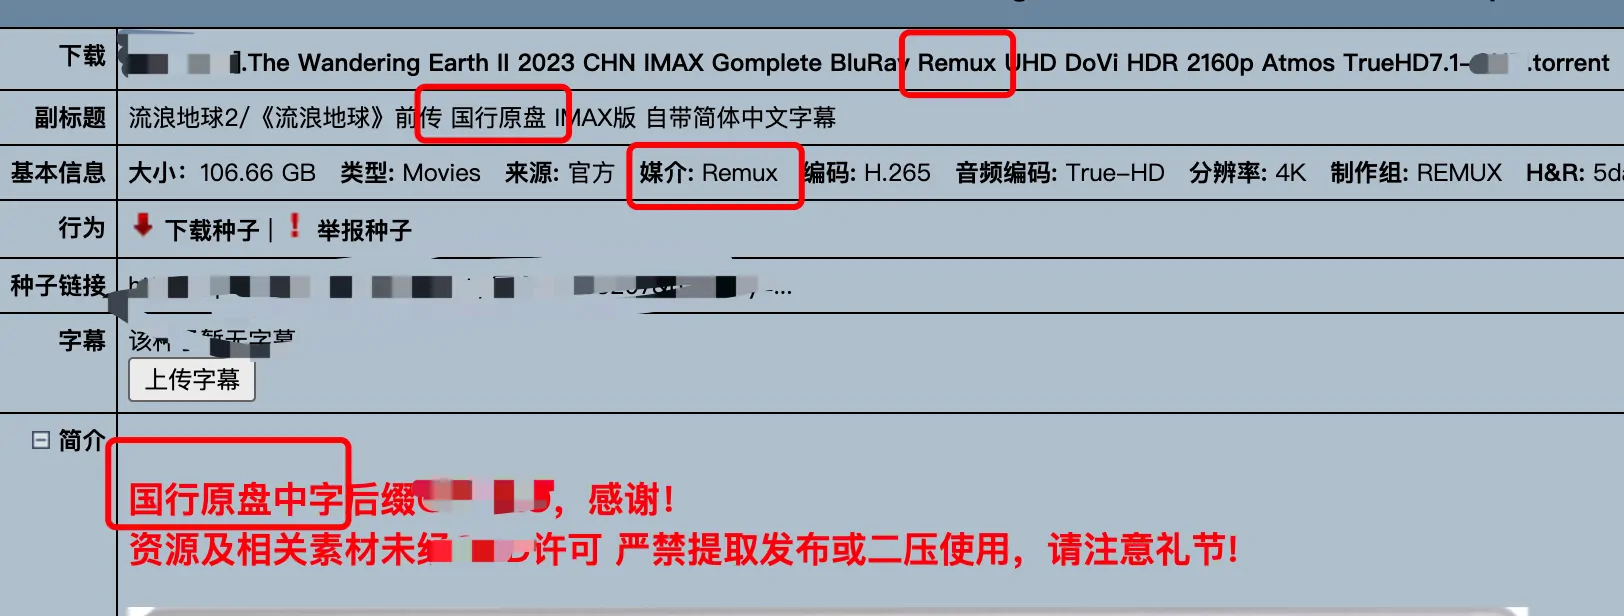 下载 ].The Wandering Earth II 2023 CHN IMAX Gomplete BluRay Remux UHD DoVi HDR 2160p Atmos TrueHD7.1- .torrent
副标题 流浪地球2/《流浪地球》前传 国行原盘 IMAX版 自带简体中文字幕
基本信息 大小: 106.66 GB 类型: Movies 来源: 官方 媒介: Remux 编码: H.265 音频编码: True-HD 分辨率: 4K 制作组: REMUX H&R:
行为 下载种子 | 举报种子
种子链接
字幕 该 暂无字幕
上传字幕
简介
国行原盘中字后缀 , 感谢!
资源及相关素材未经 许可 严禁提取发布或二压使用, 请注意礼节!